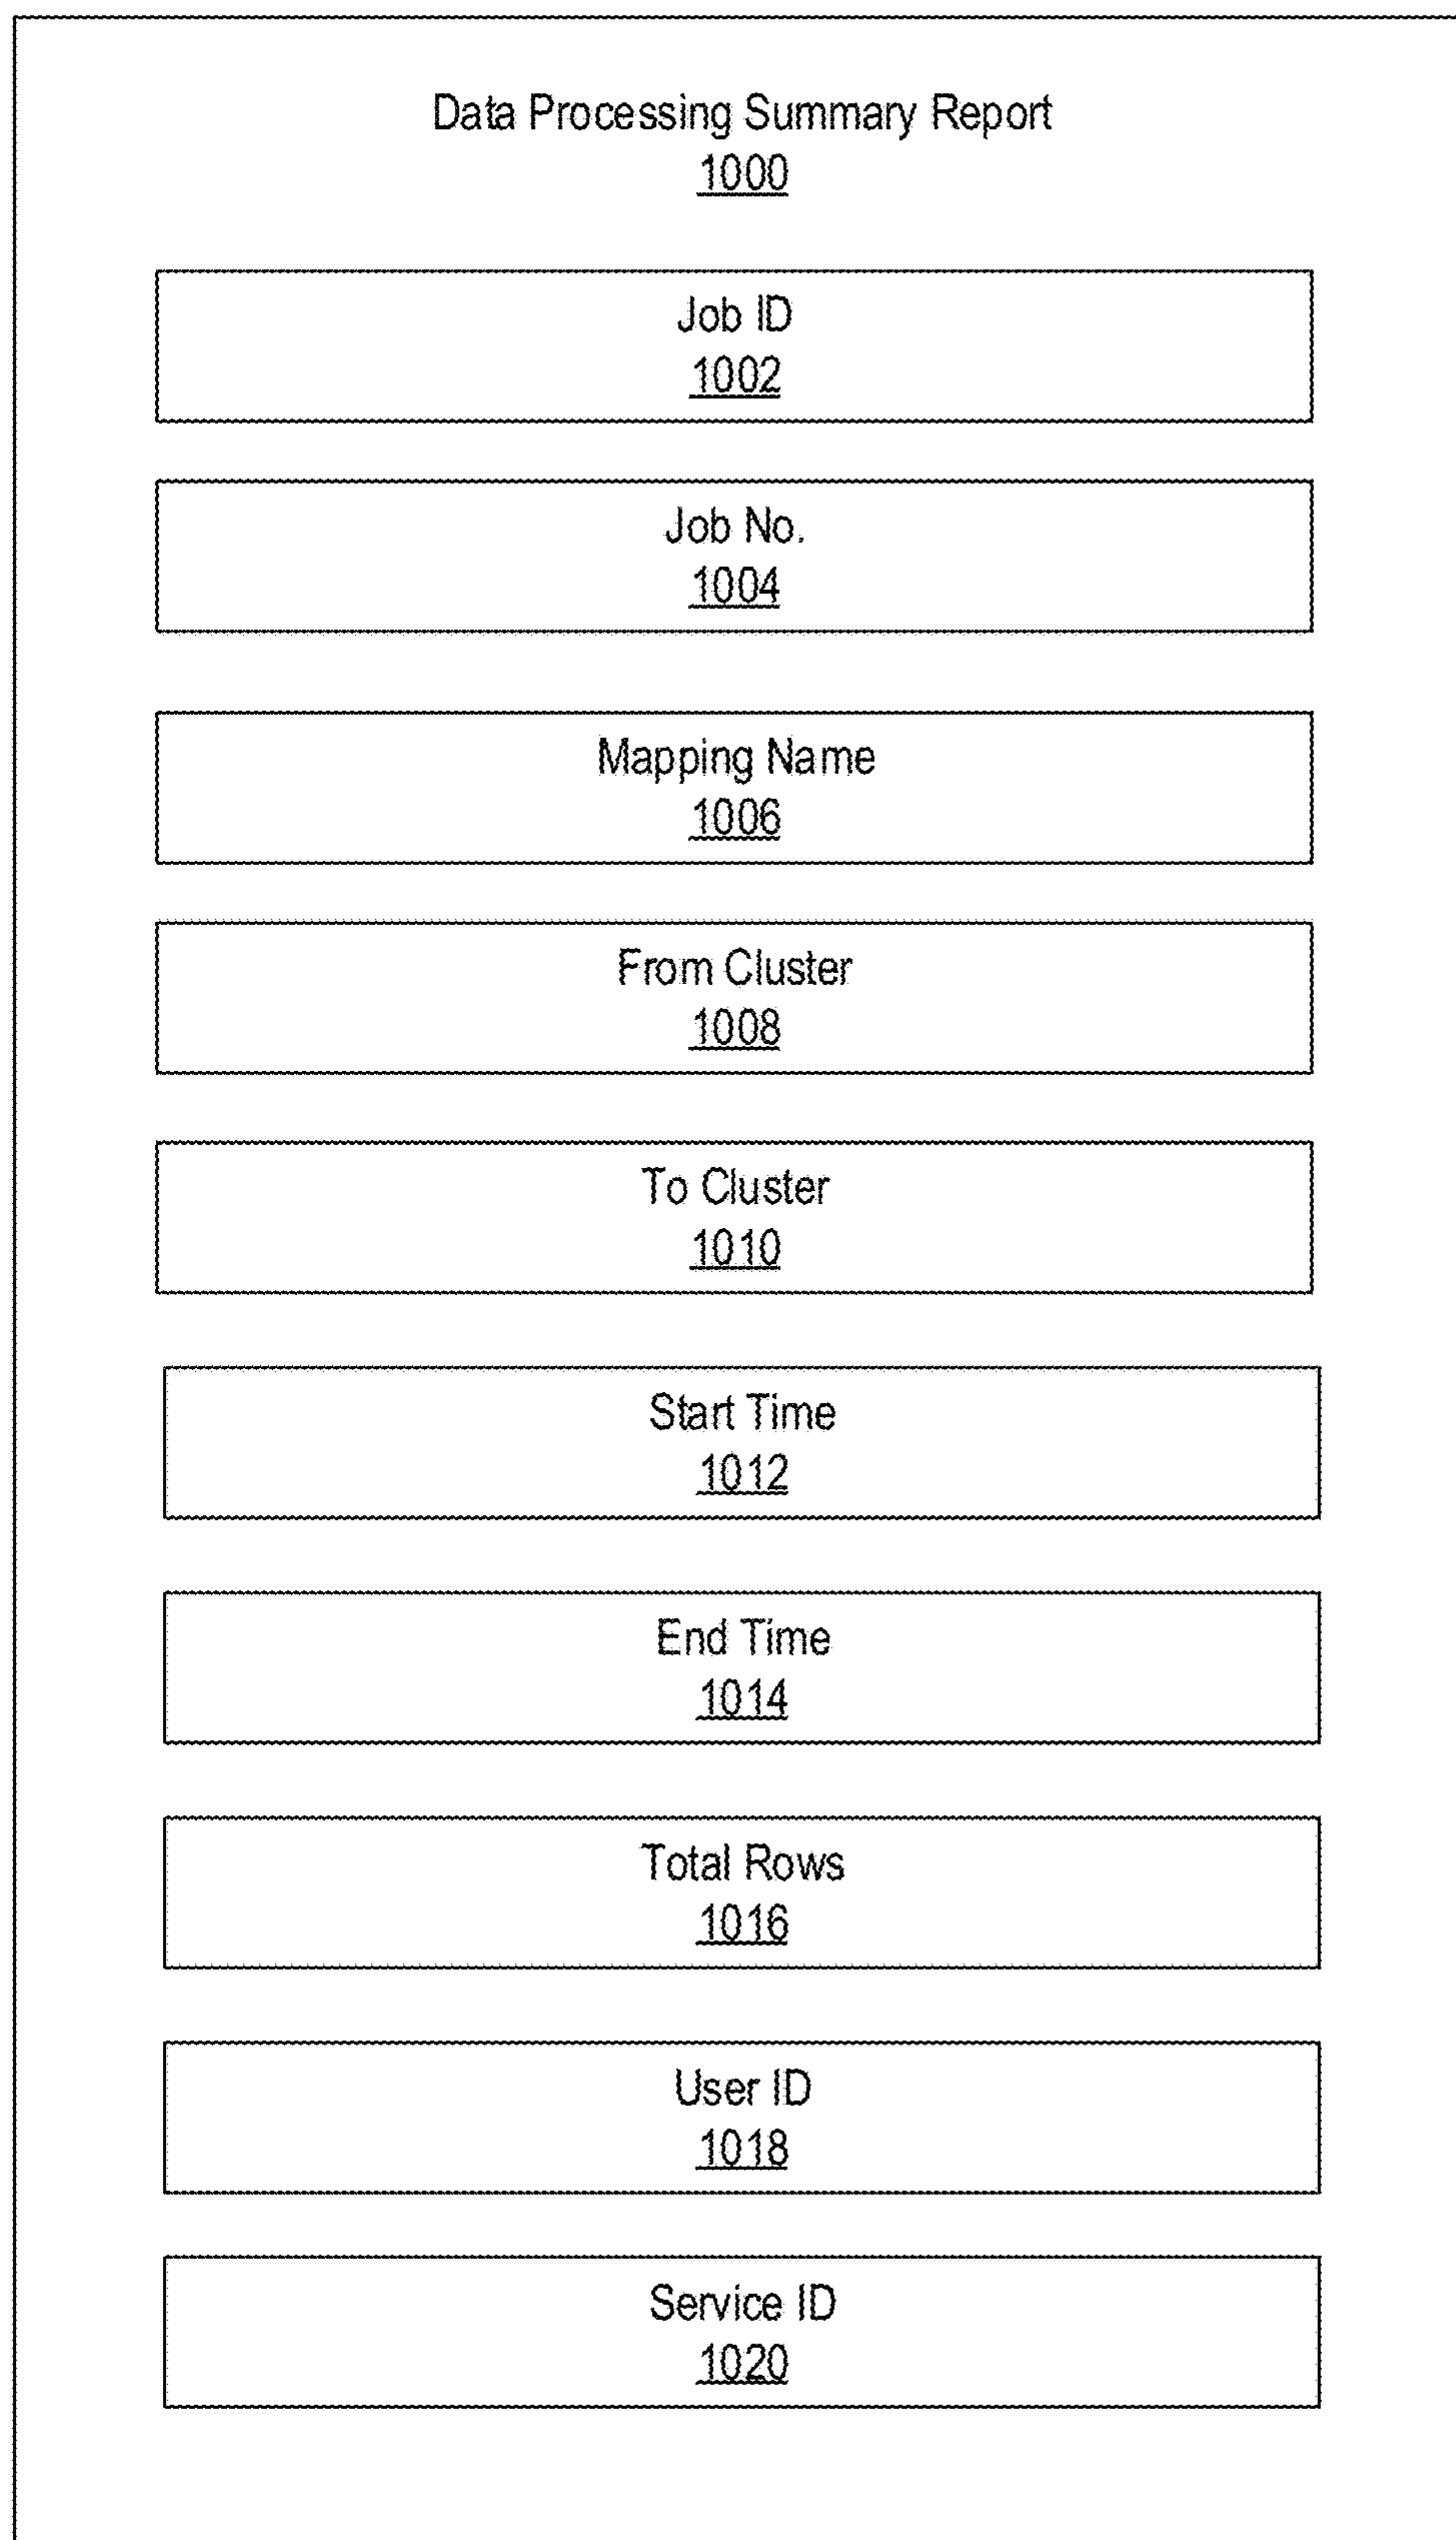 Data Processing Summary Report
1000
Job ID
1002
Job No.
1004
Mapping Name
1006
From Cluster
1008
To Cluster
1010
Start Time
1012
End Time
1014
Total Rows
1016
User ID
1018
Service ID
1020